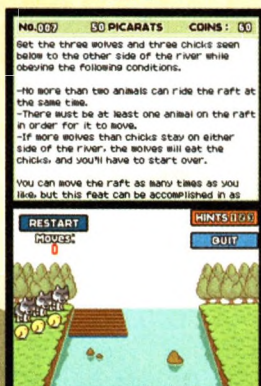 No.007 50 PICARATS COINS: 60
Get the three wolves and three chicks seen
below to the other side of the river while
obeying the following conditions.
-No more than two animals can ride the raft at
the same time.
-There must be at least one animal on the raft
in order for it to move.
-If more wolves than chicks stay on either
side of the river, the wolves will eat the
chicks, and you'll have to start over.
You can move the raft as many times as you
like, but this feat can be accomplished in as
RESTART
HINTS
Moves:
0
QUIT